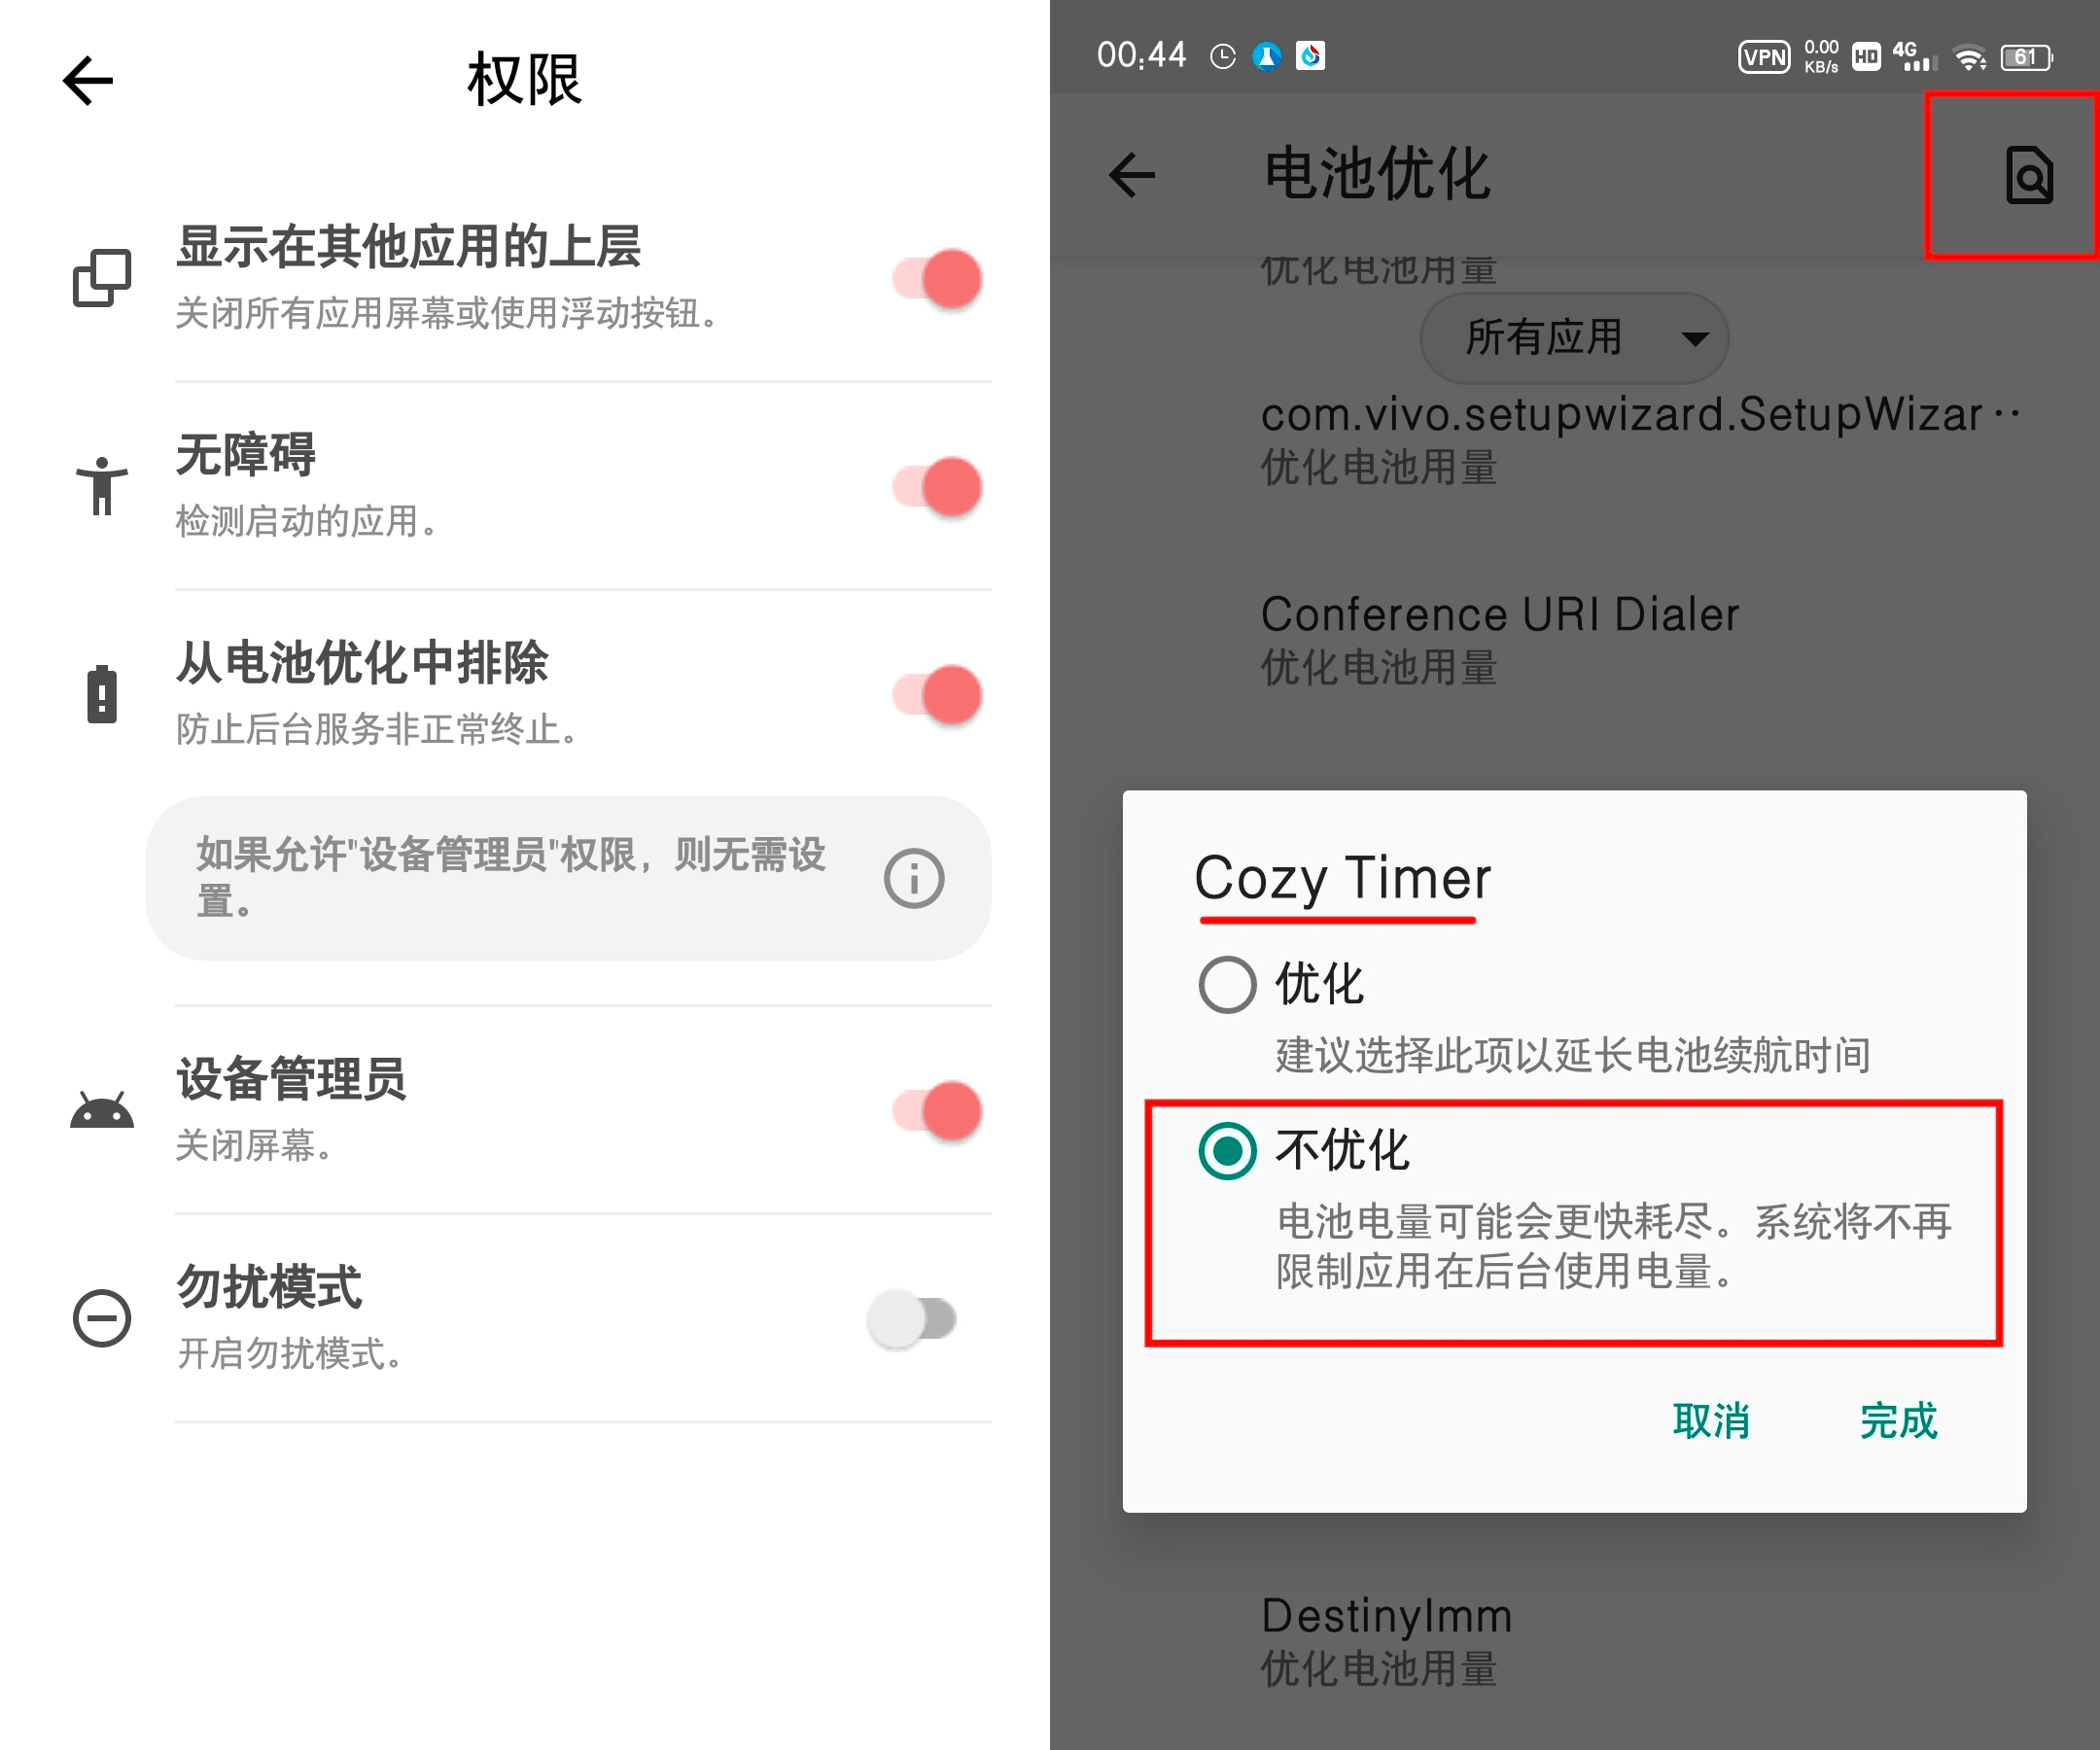 权限
显示在其他应用的上层
关闭所有应用屏幕或使用浮动按钮。
无障碍
检测启动的应用。
从电池优化中排除
防止后台服务非正常终止。
如果允许"设备管理员"权限，则无需设
置。
设备管理员
关闭屏幕。
勿扰模式
开启勿扰模式。
00:44
VPN
0.00
KB/s
HD
4G
61
电池优化
优化电池用量
所有应用
com.vivo.setupwizard.SetupWizar··
优化电池用量
Conference URI Dialer
优化电池用量
Cozy Timer
优化
建议选择此项以延长电池续航时间
不优化
电池电量可能会更快耗尽。系统将不再
限制应用在后台使用电量。
取消
完成
DestinyImm
优化电池用量